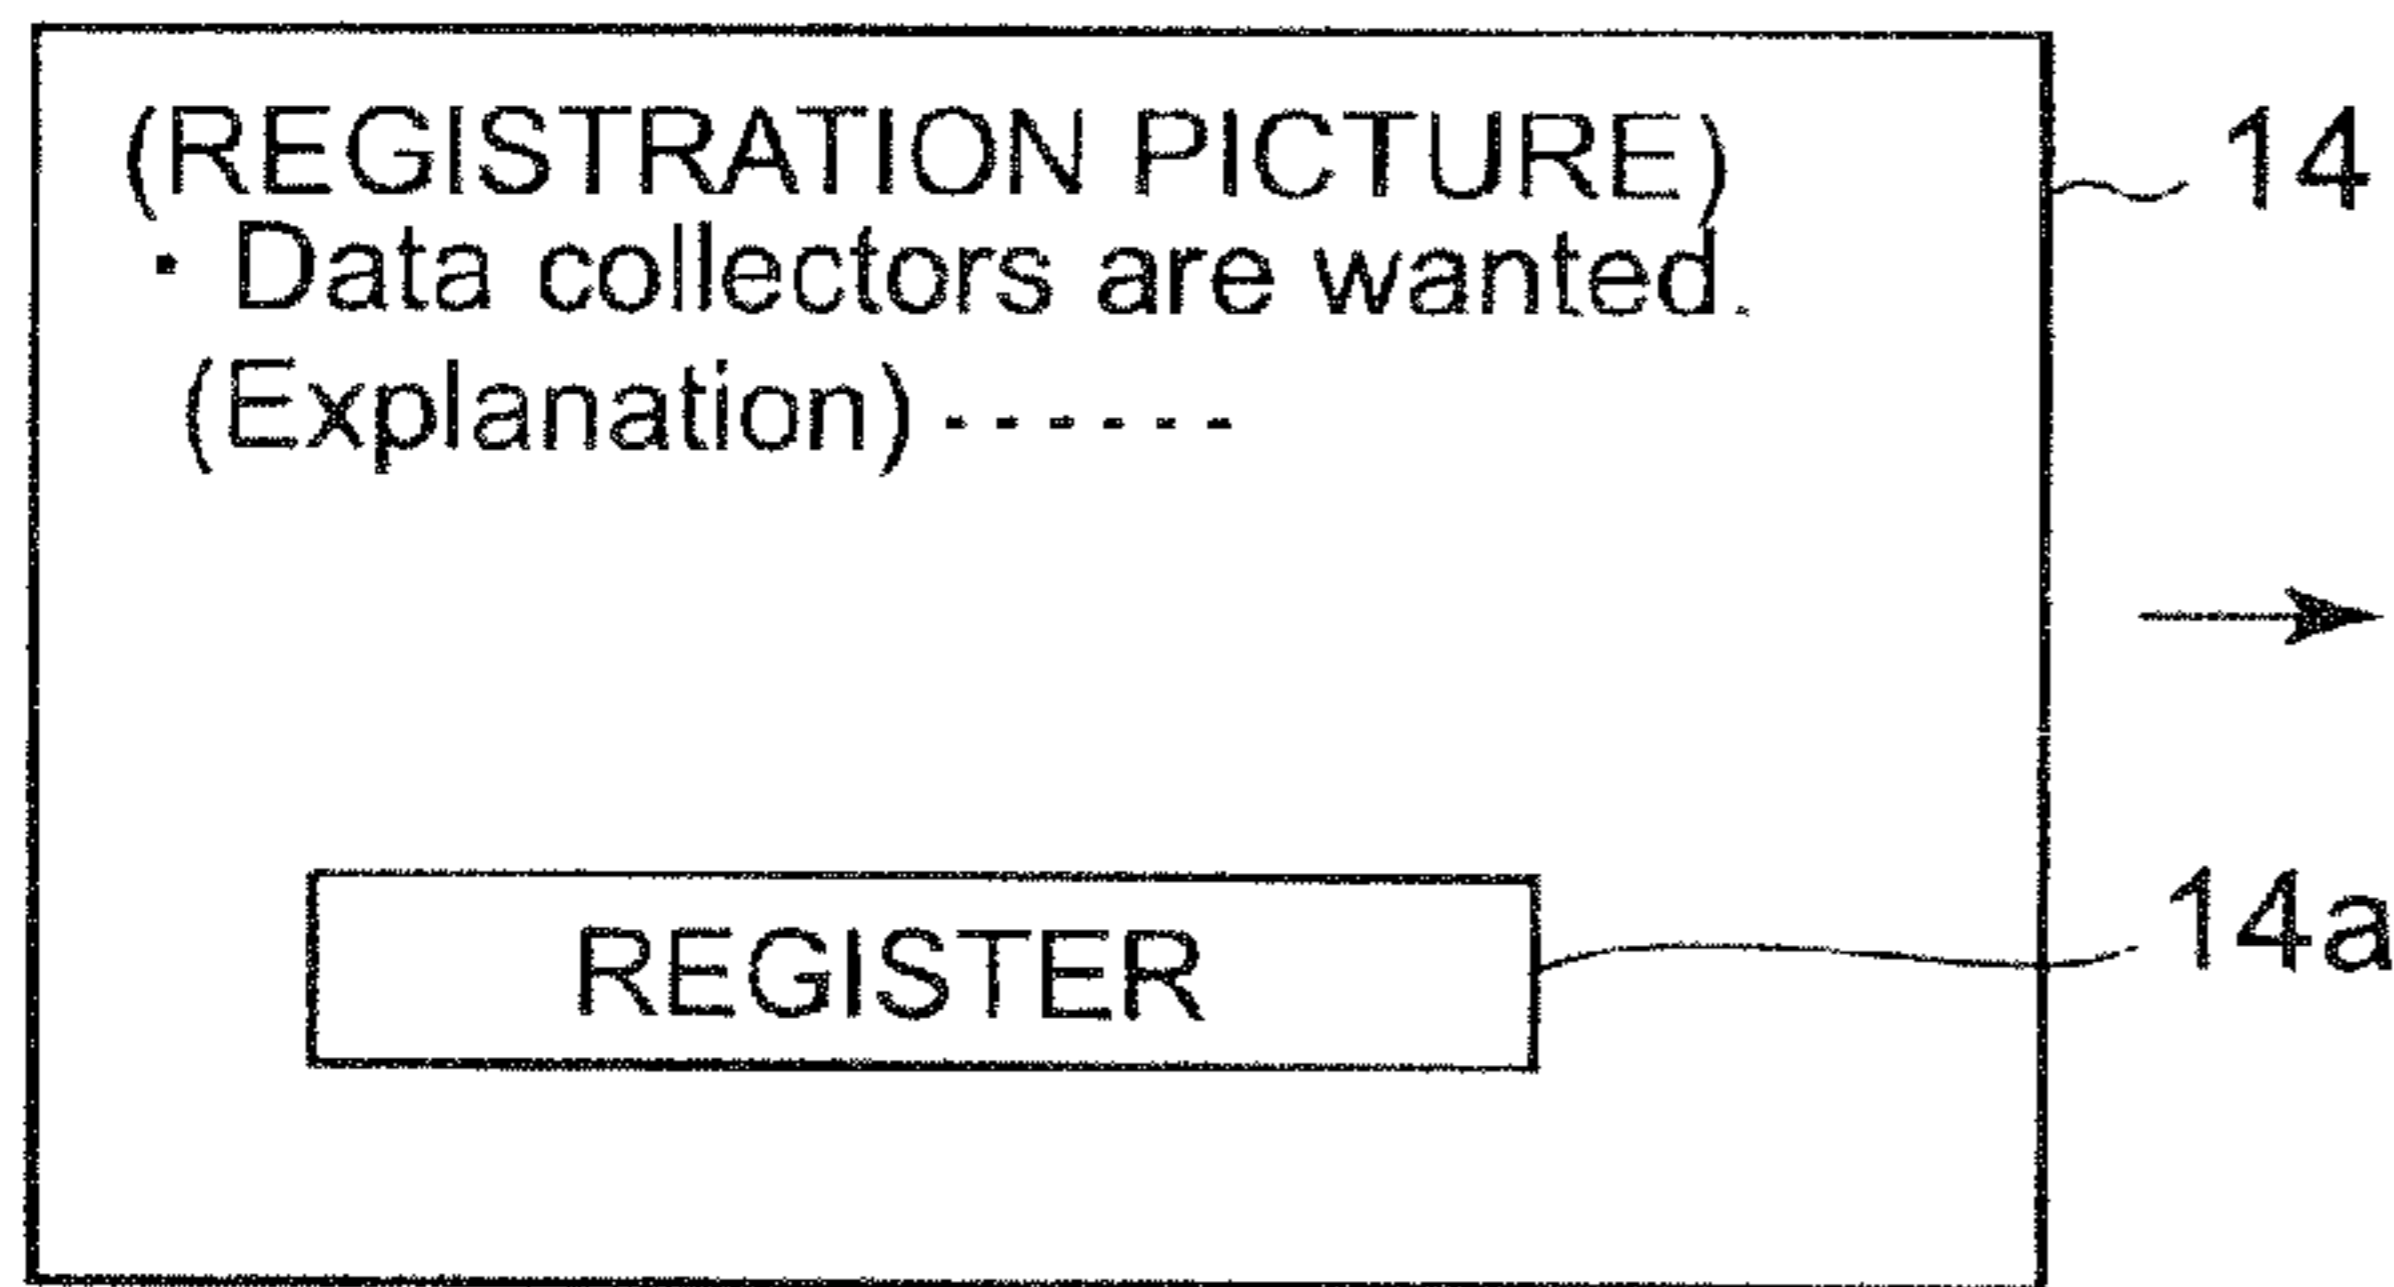 (REGISTRATION PICTURE)
14
· Data collectors are wanted.
(Explanation) - - - - - -
REGISTER
14a